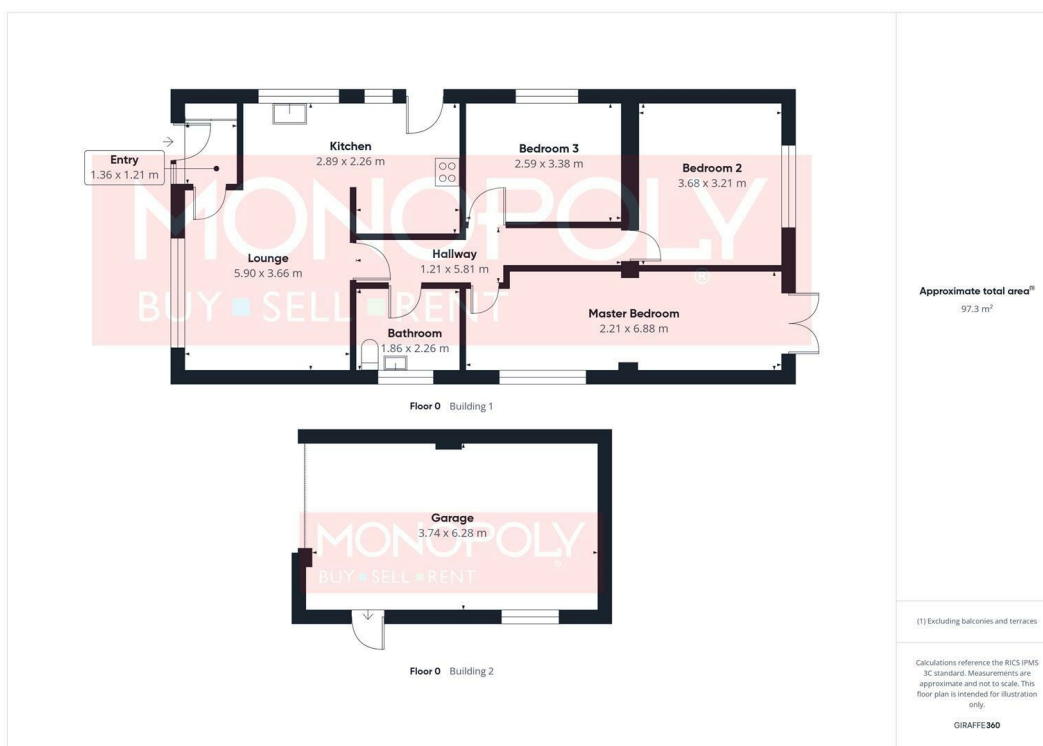 Entry
1.36 x 1.21 m
Kitchen
2.89 x 2.26 m
Bedroom 3
2.59 x 3.38 m
Bedroom 2
3.68 x 3.21 m
MONOPOLY
®
BUY SELL RENT
Lounge
5.90 x 3.66 m
Hallway
1.21 x 5.81 m
Bathroom
1.86 x 2.26 m
Master Bedroom
2.21 x 6.88 m
Floor 0 Building 1
Garage
3.74 x 6.28 m
MONOPOLY
®
BUY SELL RENT
Floor 0 Building 2
Approximate total area(1)
97.3 m²
(1) Excluding balconies and terraces
Calculations reference the RICS IPMS
3C standard. Measurements are
approximate and not to scale. This
floor plan is intended for illustration
only.
GIRAFFE360